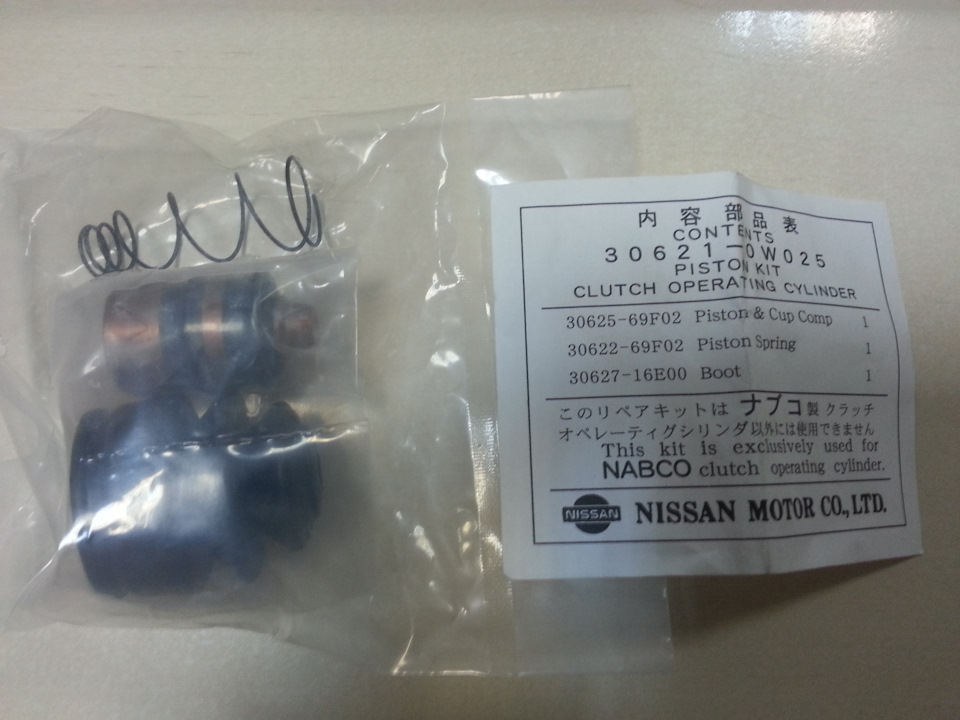 内容部品表
CONTENTS
30621-0W025
PISTON KIT
CLUTCH OPERATING CYLINDER
30625-69F02 Piston & Cup Comp 1
30622-69F02 Piston Spring 1
30627-16E00 Boot 1
このリペアキットは ナブコ製 クラッチ
オペレーティグシリンダ以外には使用できません
This kit is exclusively used for
NABCO clutch operating cylinder.
NISSAN NISSAN MOTOR CO., LTD.